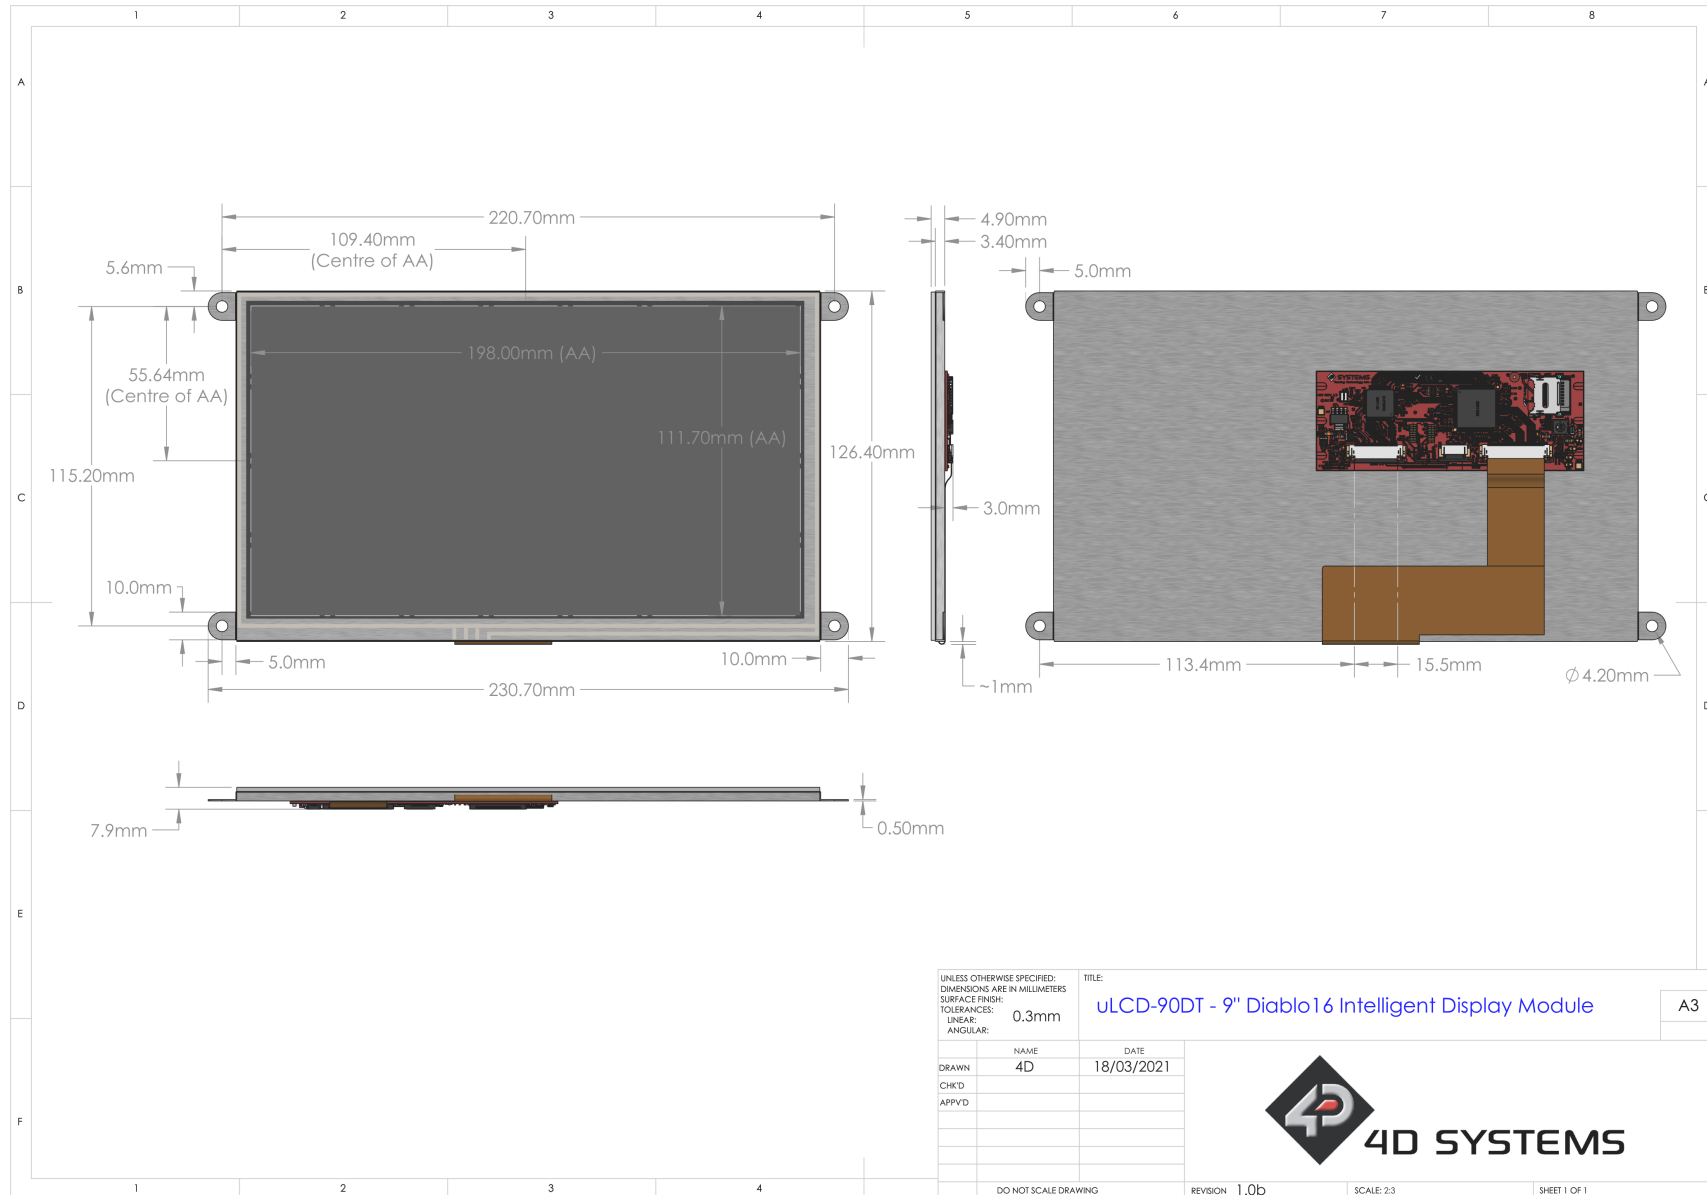 1 2 3 4 5 6 7 8
A
B
C
D
E
F
220.70mm
109.40mm
(Centre of AA)
5.6mm
198.00mm (AA)
55.64mm
(Centre of AA)
111.70mm (AA)
115.20mm
126.40mm
10.0mm
5.0mm
10.0mm
230.70mm
4.90mm
3.40mm
3.0mm
~1mm
5.0mm
SYSTEMS
113.4mm
15.5mm
Ø 4.20mm
7.9mm
0.50mm
UNLESS OTHERWISE SPECIFIED:
DIMENSIONS ARE IN MILLIMETERS
SURFACE FINISH:
TOLERANCES:
LINEAR: 0.3mm
ANGULAR:
TITLE:
uLCD-90DT - 9" Diablo16 Intelligent Display Module
A3
NAME DATE
DRAWN 4D 18/03/2021
CHK'D
APPV'D
4D SYSTEMS
DO NOT SCALE DRAWING
REVISION 1.0b
SCALE: 2:3
SHEET 1 OF 1
1 2 3 4